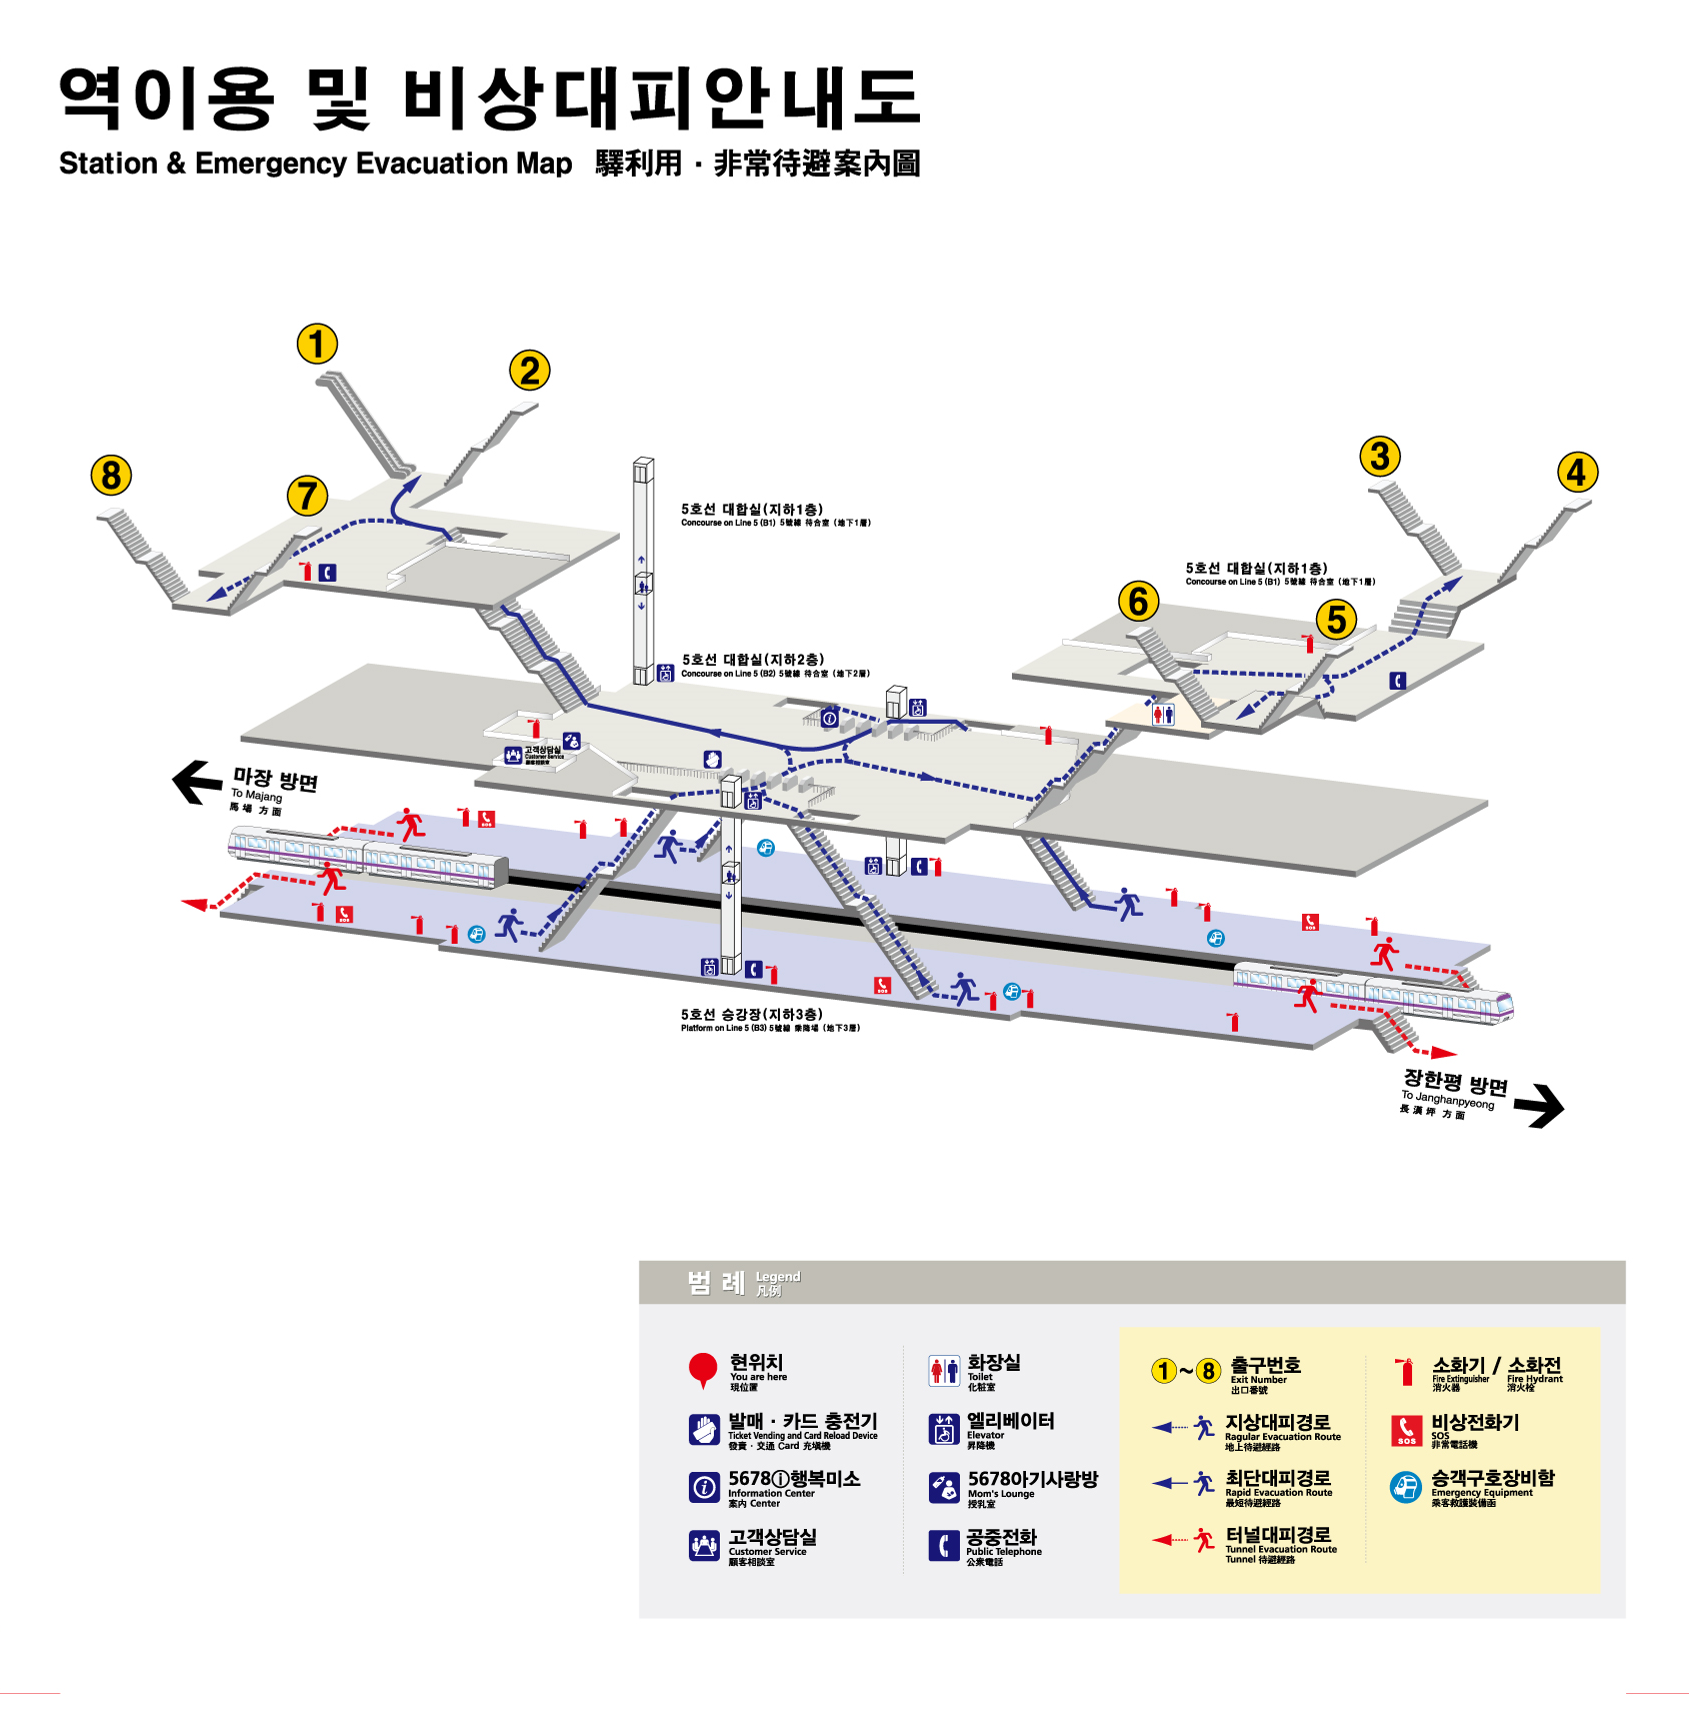 역이용 및 비상대피안내도
Station & Emergency Evacuation Map 驛利用 · 非常待避案內圖
1
2
8
7
3
4
6
5
5호선 대합실(지하1층)
Concourse on Line 5 (B1) 5號線 待合室 (地下1層)
5호선 대합실(지하1층)
Concourse on Line 5 (B1) 5號線 待合室 (地下1層)
5호선 대합실(지하2층)
Concourse on Line 5 (B2) 5號線 待合室 (地下2層)
고객상담실
Customer Service
顧客相談室
마장 방면
To Majang
馬場 方面
SOS
SOS
SOS
SOS
5호선 승강장(지하3층)
Platform on Line 5 (B3) 5號線 乘降場 (地下3層)
장한평 방면
To Janghanpyeong
長漢坪 方面
범 례 Legend
凡例
현위치
You are here
現位置
발매 · 카드 충전기
Ticket Vending and Card Reload Device
發賣 · 交通 Card 充塡機
5678ⓘ행복미소
Information Center
案內 Center
고객상담실
Customer Service
顧客相談室
화장실
Toilet
化粧室
엘리베이터
Elevator
昇降機
5678아기사랑방
Mom's Lounge
授乳室
공중전화
Public Telephone
公衆電話
1 ~ 8 출구번호
Exit Number
出口番號
지상대피경로
Ragular Evacuation Route
地上待避經路
최단대피경로
Rapid Evacuation Route
最短待避經路
터널대피경로
Tunnel Evacuation Route
Tunnel 待避經路
소화기 / 소화전
Fire Extinguisher Fire Hydrant
消火器 消火栓
SOS
비상전화기
SOS
非常電話機
승객구호장비함
Emergency Equipment
乘客救護裝備函